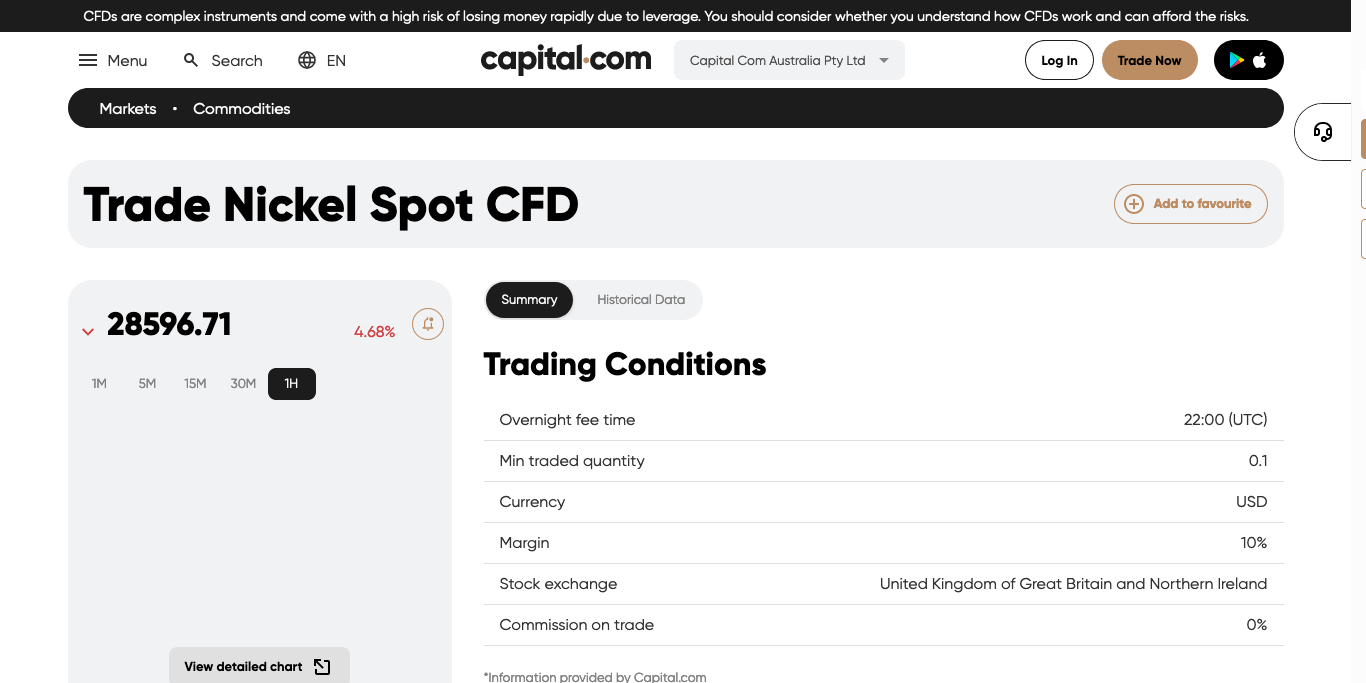 CFDs are complex instruments and come with a high risk of losing money rapidly due to leverage. You should consider whether you understand how CFDs work and can afford the risks.
Menu Search EN capital.com Capital Com Australia Pty Ltd Log In Trade Now
Markets • Commodities
Trade Nickel Spot CFD
Add to favourite
28596.71 4.68%
1M 5M 15M 30M 1H
View detailed chart
Summary Historical Data
Trading Conditions
Overnight fee time 22:00 (UTC)
Min traded quantity 0.1
Currency USD
Margin 10%
Stock exchange United Kingdom of Great Britain and Northern Ireland
Commission on trade 0%
*Information provided by Capital.com